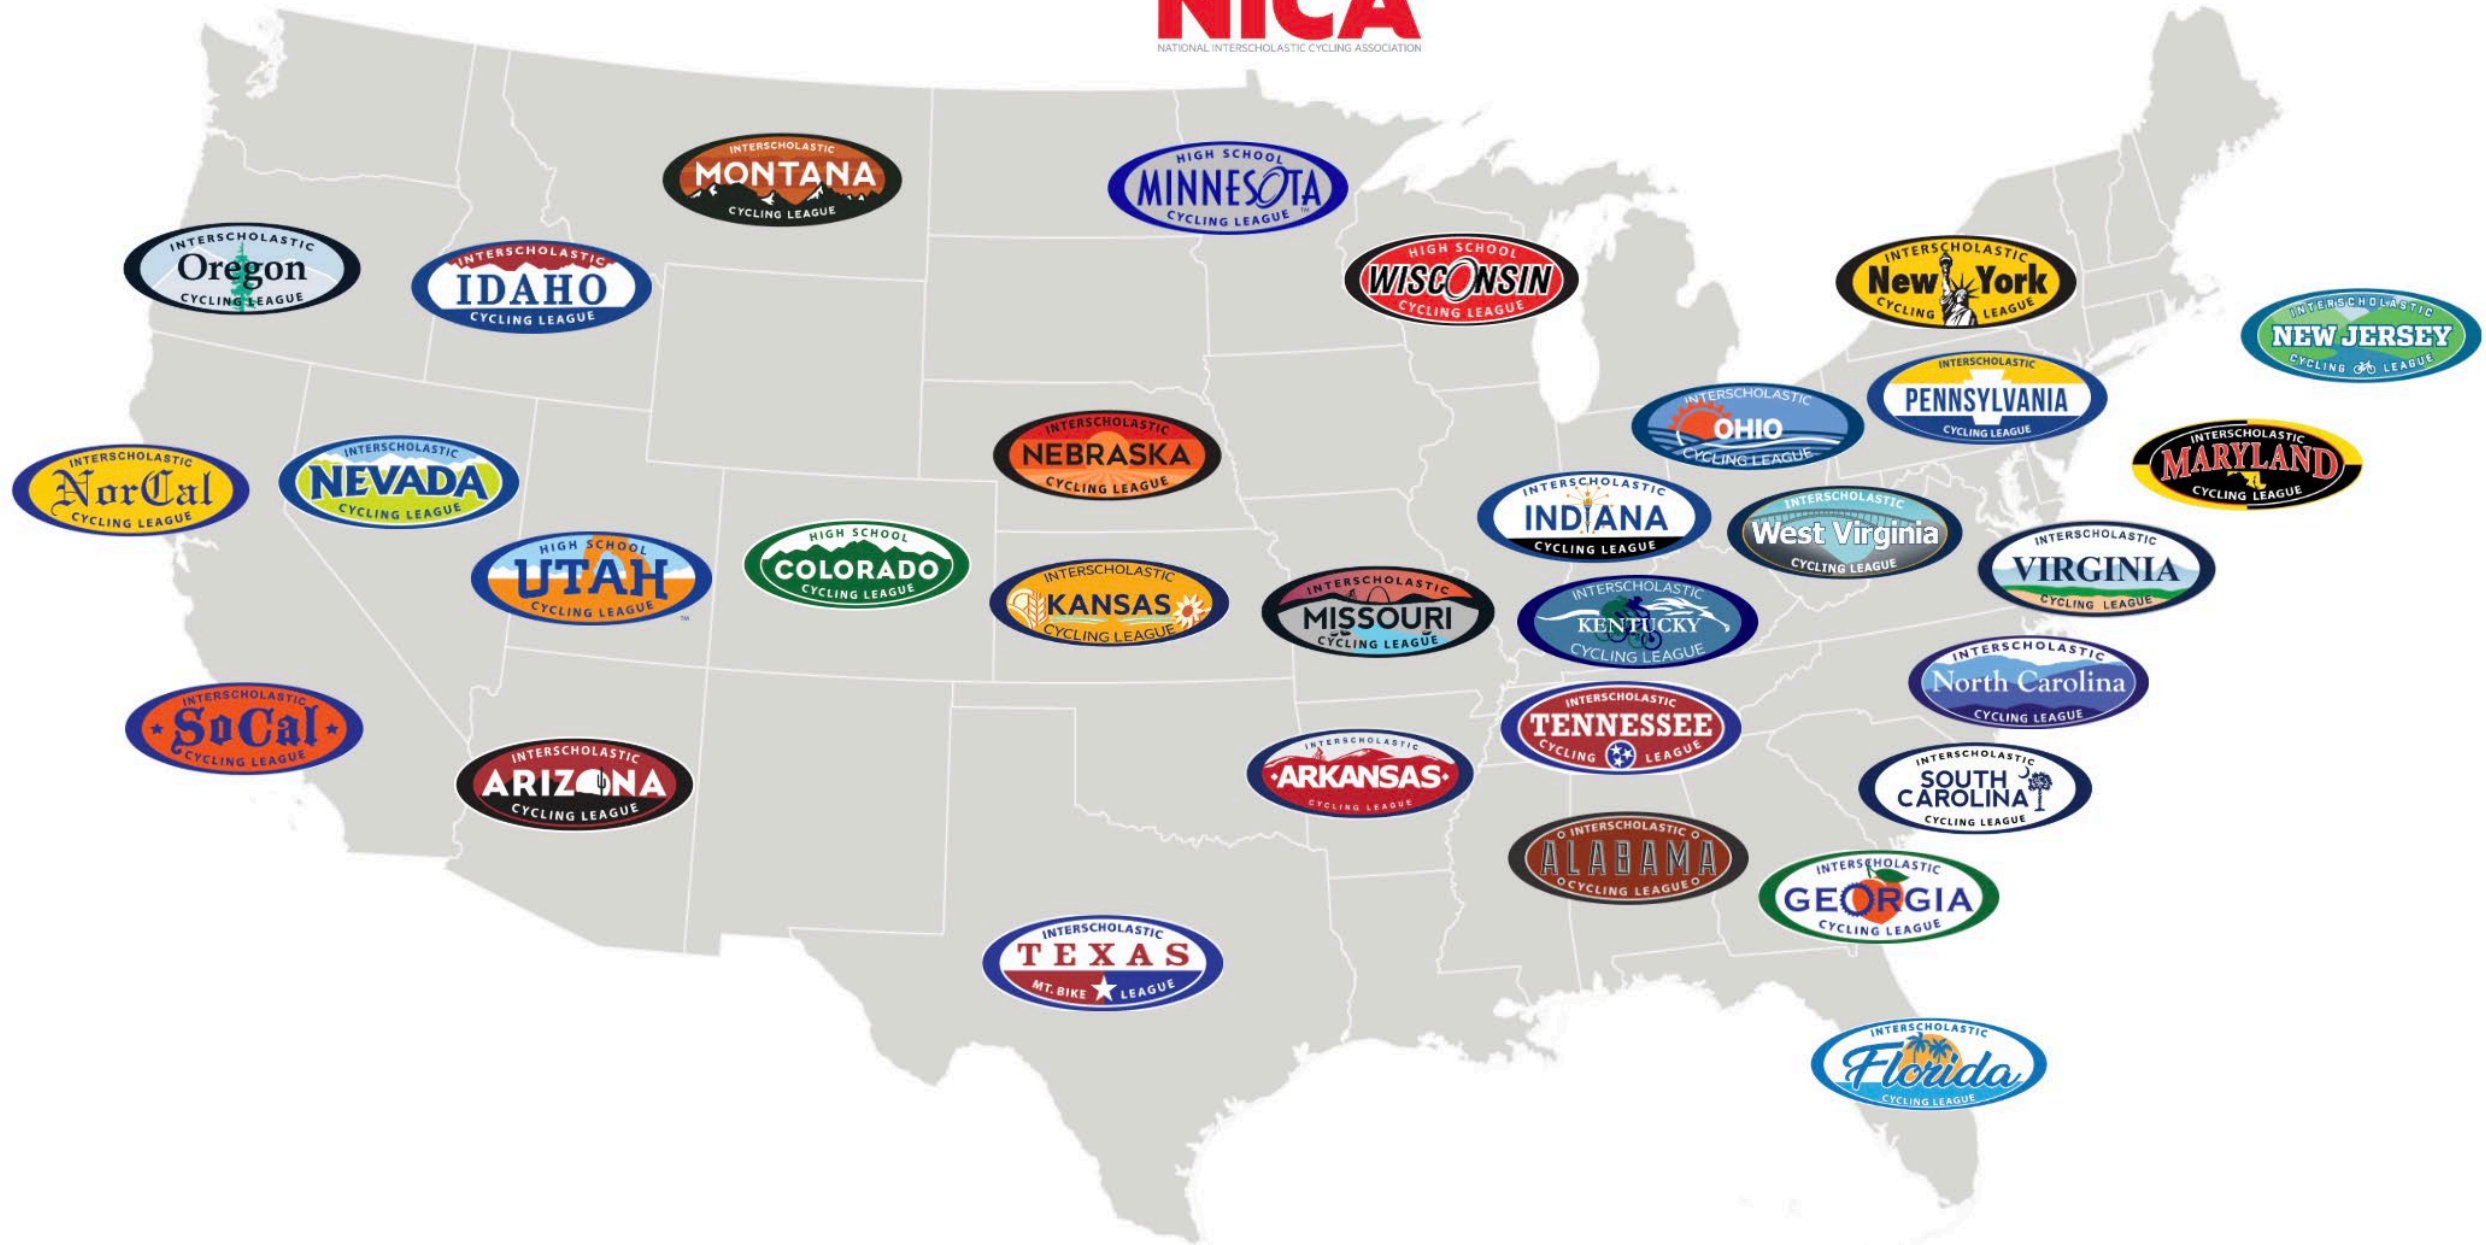 NICA
NATIONAL INTERSCHOLASTIC CYCLING ASSOCIATION
INTERSCHOLASTIC
MONTANA
CYCLING LEAGUE
HIGH SCHOOL
MINNESOTA
CYCLING LEAGUE
TM
INTERSCHOLASTIC
Oregon
CYCLING LEAGUE
INTERSCHOLASTIC
IDAHO
CYCLING LEAGUE
HIGH SCHOOL
WISCONSIN
CYCLING LEAGUE
INTERSCHOLASTIC
New York
CYCLING LEAGUE
INTERSCHOLASTIC
NEW JERSEY
CYCLING LEAGUE
INTERSCHOLASTIC
PENNSYLVANIA
CYCLING LEAGUE
INTERSCHOLASTIC
OHIO
CYCLING LEAGUE
INTERSCHOLASTIC
MARYLAND
CYCLING LEAGUE
INTERSCHOLASTIC
NorCal
CYCLING LEAGUE
INTERSCHOLASTIC
NEVADA
CYCLING LEAGUE
INTERSCHOLASTIC
NEBRASKA
CYCLING LEAGUE
INTERSCHOLASTIC
INDIANA
CYCLING LEAGUE
INTERSCHOLASTIC
West Virginia
CYCLING LEAGUE
INTERSCHOLASTIC
VIRGINIA
CYCLING LEAGUE
HIGH SCHOOL
UTAH
CYCLING LEAGUE
TM
HIGH SCHOOL
COLORADO
CYCLING LEAGUE
INTERSCHOLASTIC
KANSAS
CYCLING LEAGUE
INTERSCHOLASTIC
MISSOURI
CYCLING LEAGUE
INTERSCHOLASTIC
KENTUCKY
CYCLING LEAGUE
INTERSCHOLASTIC
North Carolina
CYCLING LEAGUE
INTERSCHOLASTIC
SoCal
CYCLING LEAGUE
INTERSCHOLASTIC
ARIZONA
CYCLING LEAGUE
INTERSCHOLASTIC
ARKANSAS
CYCLING LEAGUE
INTERSCHOLASTIC
TENNESSEE
CYCLING LEAGUE
INTERSCHOLASTIC
SOUTH
CAROLINA
CYCLING LEAGUE
INTERSCHOLASTIC
ALABAMA
CYCLING LEAGUE
INTERSCHOLASTIC
GEORGIA
CYCLING LEAGUE
INTERSCHOLASTIC
TEXAS
MT. BIKE LEAGUE
INTERSCHOLASTIC
Florida
CYCLING LEAGUE